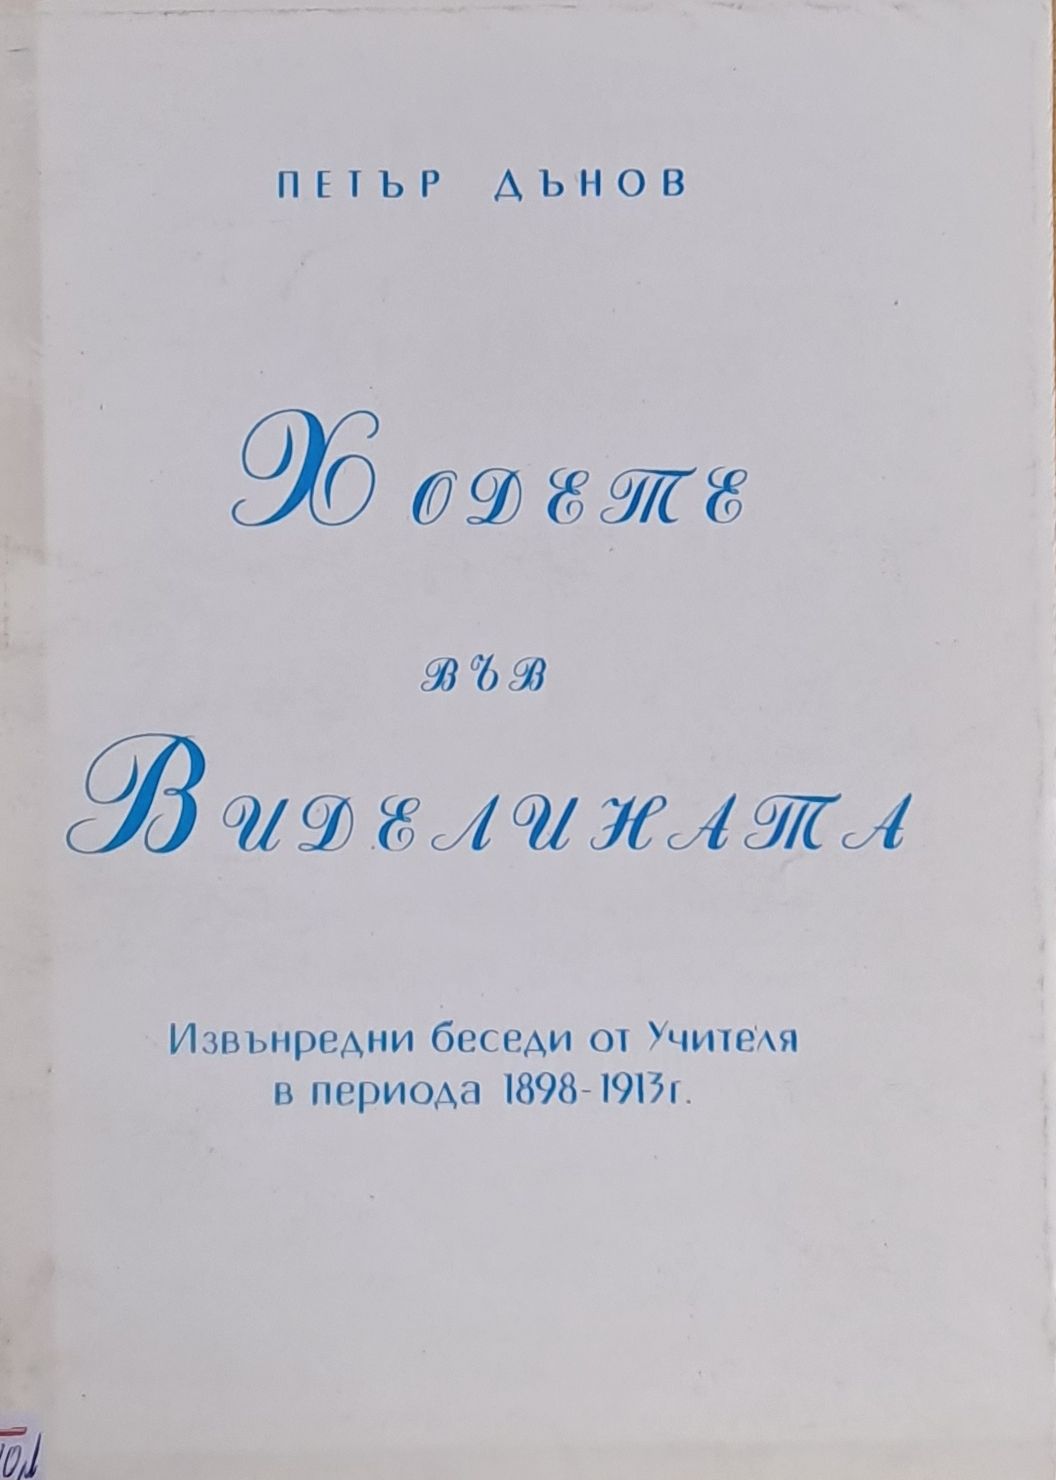 ПЕТЪР ДЪНОВ
ХОДЕТЕ
ВЪВ
ВИДЕЛИНАТА
Извънредни беседи от Учителя
в периода 1898-1913г.